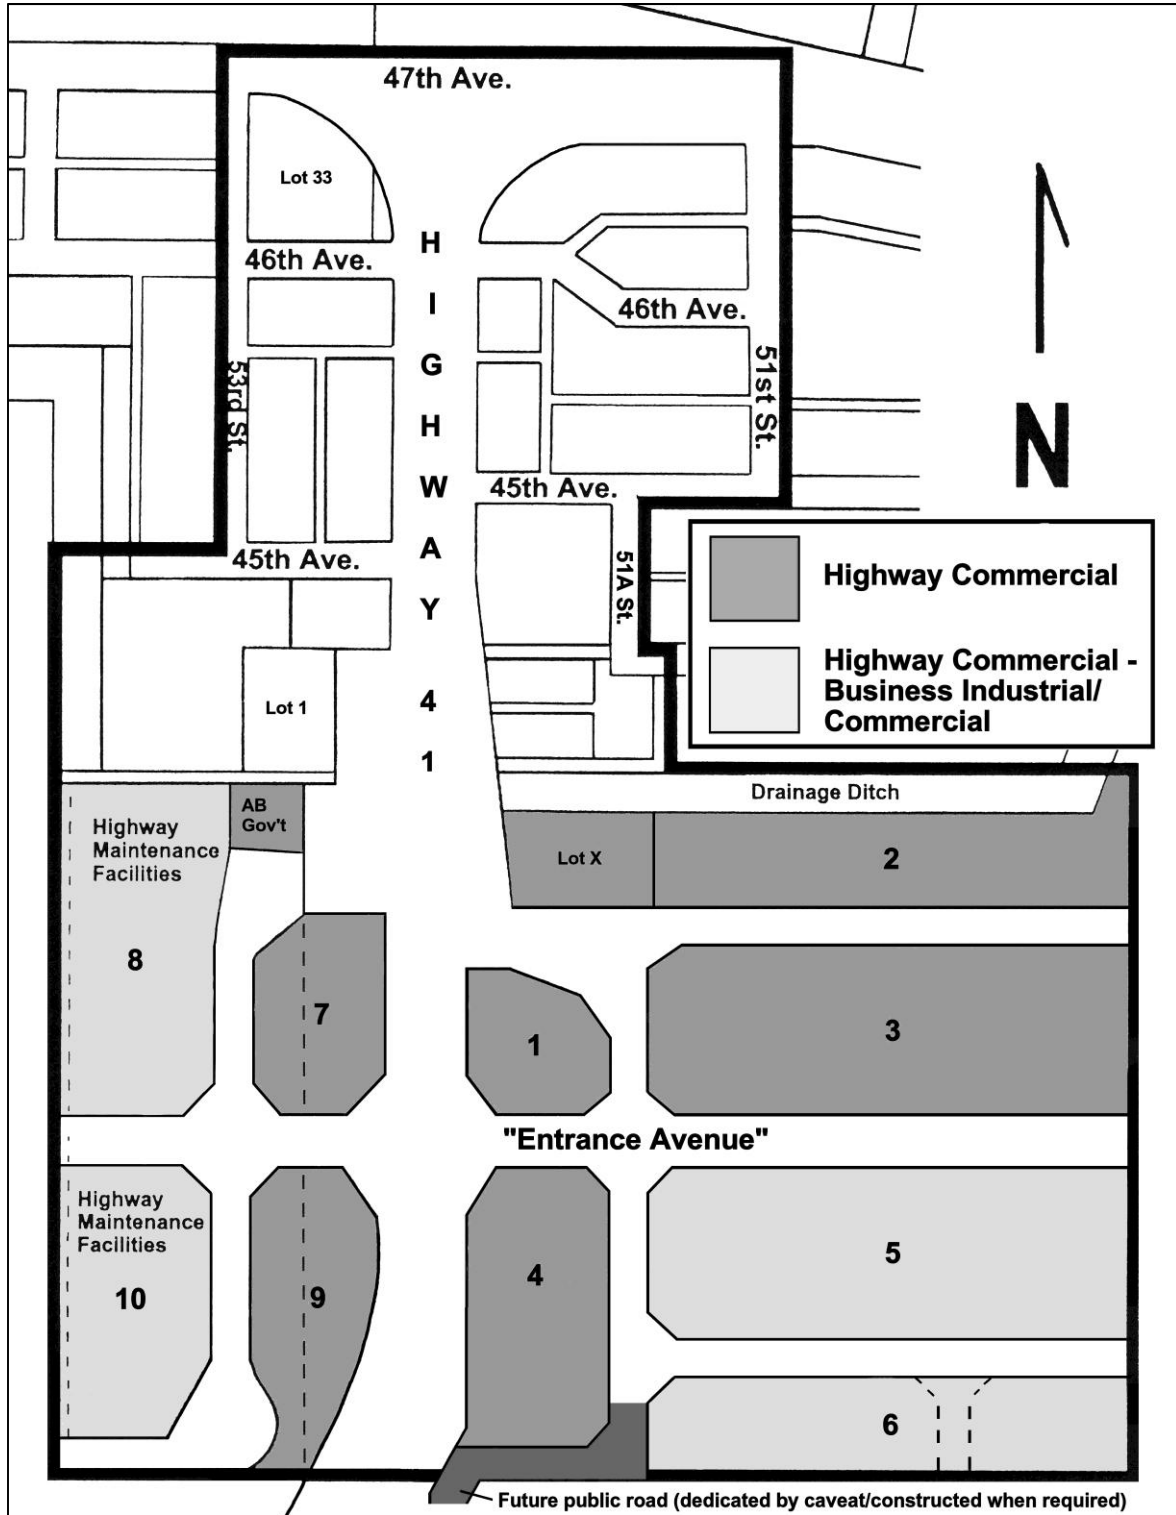 47th Ave.
Lot 33
46th Ave.
46th Ave.
HIGHWAY 41
53rd St.
51st St.
45th Ave.
45th Ave.
51A St.
N
Highway Commercial
Highway Commercial -
Business Industrial/
Commercial
Lot 1
Drainage Ditch
AB
Gov't
Highway
Maintenance
Facilities
Lot X
2
8
7
1
3
"Entrance Avenue"
Highway
Maintenance
Facilities
10
9
4
5
6
Future public road (dedicated by caveat/constructed when required)